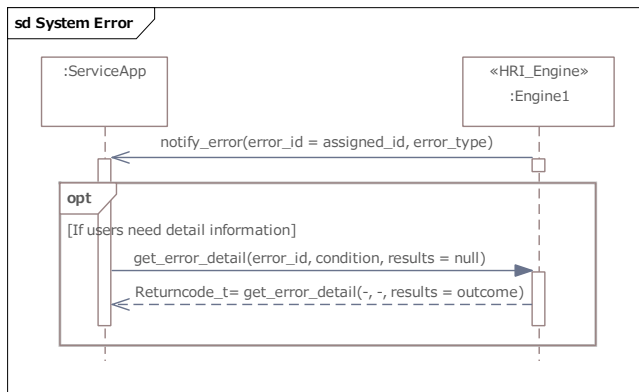 sd System Error
:ServiceApp
«HRI_Engine»
:Engine1
notify_error(error_id = assigned_id, error_type)
opt
[If users need detail information]
get_error_detail(error_id, condition, results = null)
Returncode_t= get_error_detail(-, -, results = outcome)